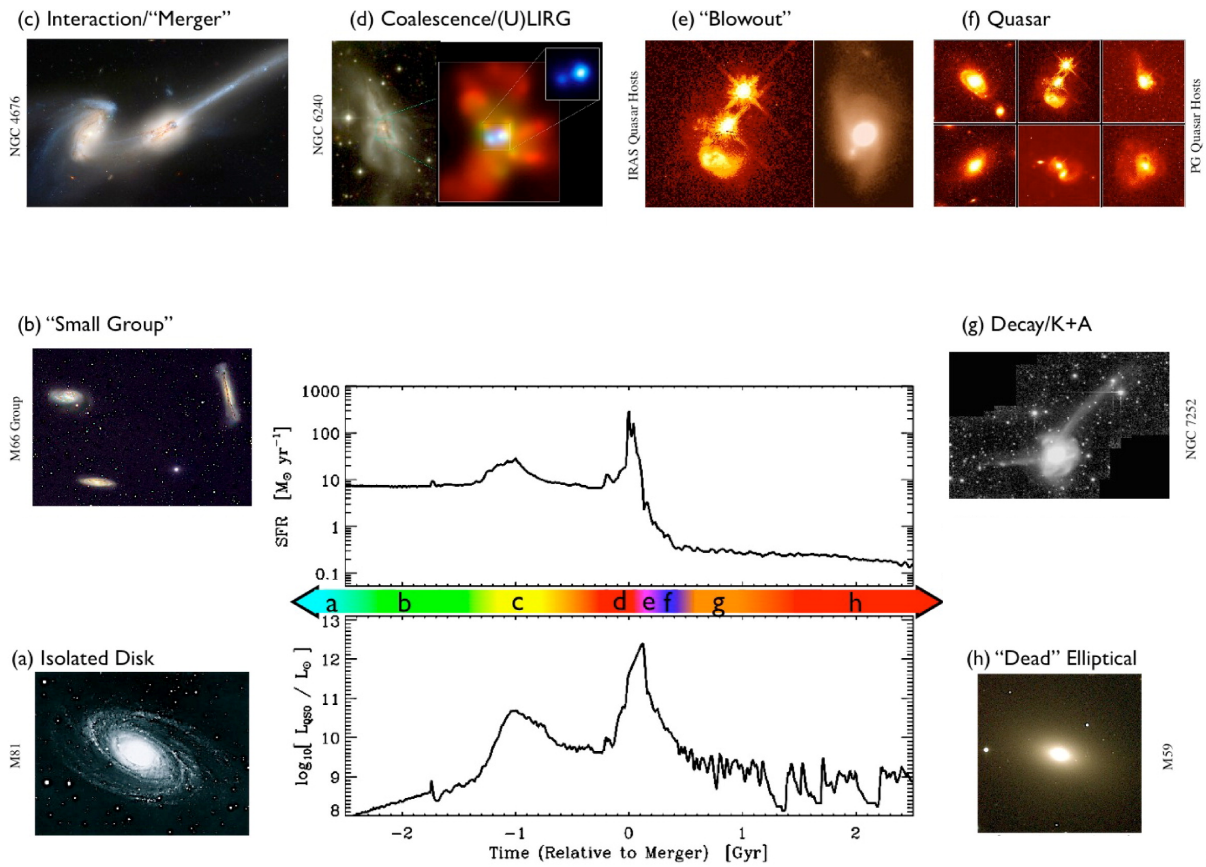 (c) Interaction/“Merger”
(d) Coalescence/(U)LIRG
(e) “Blowout”
(f) Quasar
NGC 4676
NGC 6240
IRAS Quasar Hosts
PG Quasar Hosts
(b) “Small Group”
(g) Decay/K+A
M66 Group
NGC 7252
1000
100
10
1
0.1
SFR [M⊙ yr⁻¹]
a b c d e f g h
(a) Isolated Disk
(h) “Dead” Elliptical
M81
M59
13
12
11
10
9
8
log₁₀[ L_QSO / L⊙ ]
-2 -1 0 1 2
Time (Relative to Merger) [Gyr]